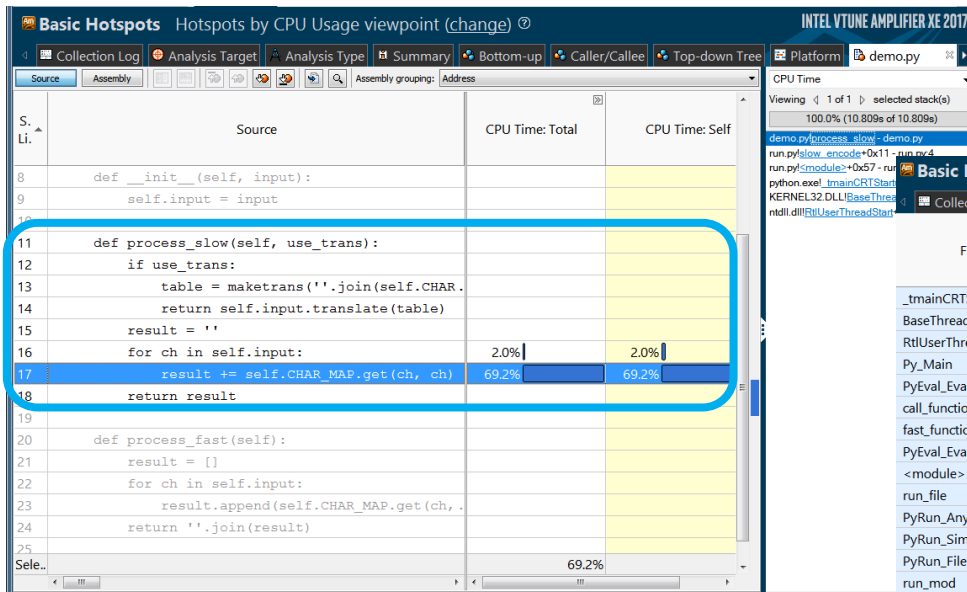 Basic Hotspots Hotspots by CPU Usage viewpoint (change) ?
INTEL VTUNE AMPLIFIER XE 2017
Collection Log Analysis Target Analysis Type Summary Bottom-up Caller/Callee Top-down Tree Platform demo.py
Source Assembly Assembly grouping: Address
CPU Time
Viewing 1 of 1 selected stack(s)
100.0% (10.809s of 10.809s)
demo.py!process_slow - demo.py
run.py!slow_encode+0x11 - run.py:4
run.py!<module>+0x57 - run
python.exe!_tmainCRTStart
KERNEL32.DLL!BaseThrea
ntdll.dll!RtlUserThreadStart
S. Li. Source CPU Time: Total CPU Time: Self
8 def __init__(self, input):
9 self.input = input
10
11 def process_slow(self, use_trans):
12 if use_trans:
13 table = maketrans(''.join(self.CHAR.
14 return self.input.translate(table)
15 result = ''
16 for ch in self.input: 2.0% 2.0%
17 result += self.CHAR_MAP.get(ch, ch) 69.2% 69.2%
18 return result
19
20 def process_fast(self):
21 result = []
22 for ch in self.input:
23 result.append(self.CHAR_MAP.get(ch,.
24 return ''.join(result)
25
Sele.. 69.2%
Basic
Collec
F
_tmainCRTS
BaseThread
RtlUserThre
Py_Main
PyEval_Eva
call_functio
fast_functio
PyEval_Eva
<module>
run_file
PyRun_Any
PyRun_Sim
PyRun_File
run_mod